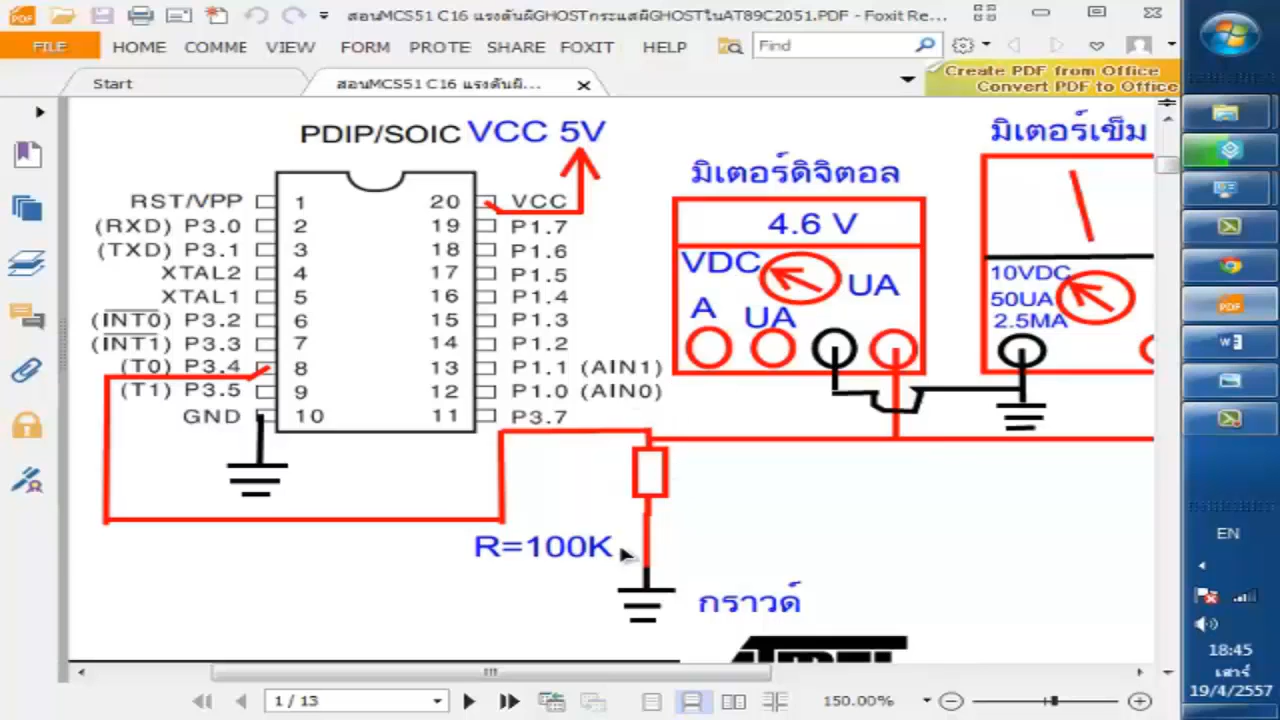 สอนMCS51 C16 แรงดันผีGHOSTกระแสผีGHOSTในAT89C2051.PDF - Foxit Re...
FILE HOME COMME VIEW FORM PROTE SHARE FOXIT HELP Find
Start สอนMCS51 C16 แรงดันผี...
Create PDF from Office
Convert PDF to Office
PDIP/SOIC VCC 5V
มิเตอร์ดิจิตอล มิเตอร์เข็ม
RST/VPP 1 20 VCC
(RXD) P3.0 2 19 P1.7
(TXD) P3.1 3 18 P1.6
XTAL2 4 17 P1.5
XTAL1 5 16 P1.4
(INT0) P3.2 6 15 P1.3
(INT1) P3.3 7 14 P1.2
(T0) P3.4 8 13 P1.1 (AIN1)
(T1) P3.5 9 12 P1.0 (AIN0)
GND 10 11 P3.7
4.6 V
VDC UA
A UA
10VDC
50UA
2.5MA
R=100K
กราวด์
ATMEL
1 / 13 150.00%
EN
18:45
เสาร์
19/4/2557